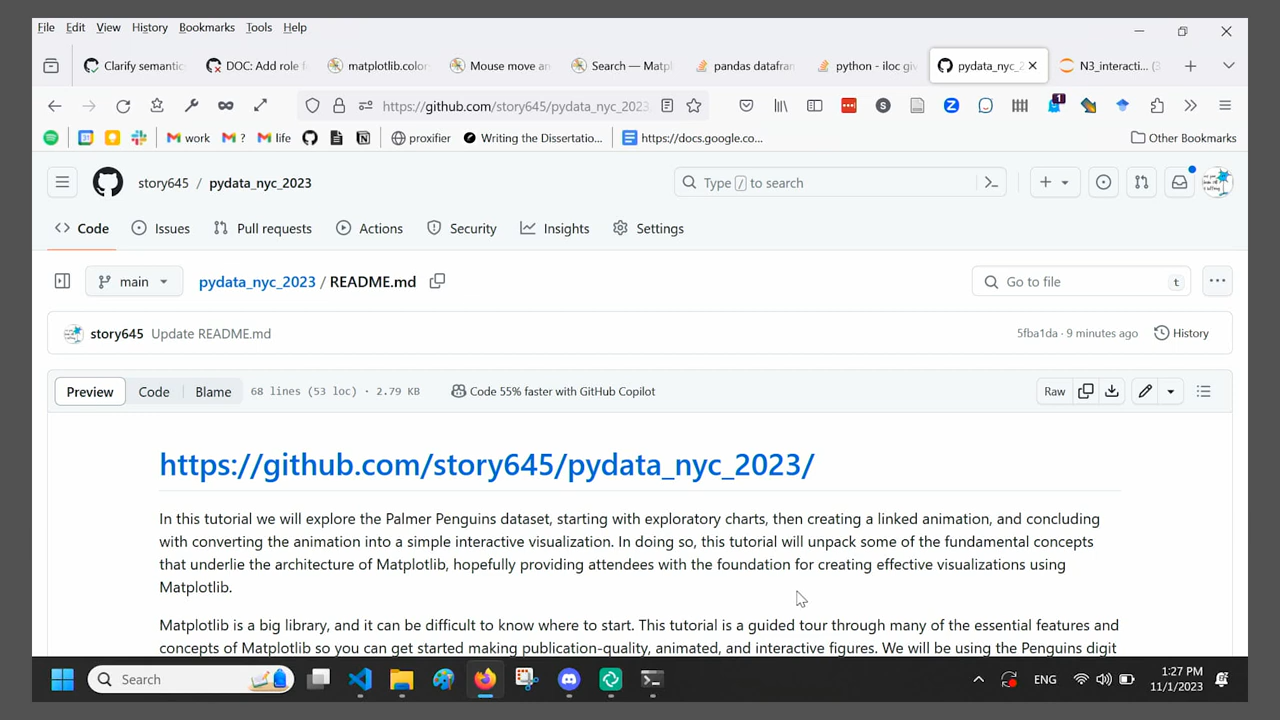 File Edit View History Bookmarks Tools Help
Clarify semantic
DOC: Add role f
matplotlib.color
Mouse move an
Search — Matpl
pandas datafran
python - iloc giv
pydata_nyc_2
N3_interacti... (3
https://github.com/story645/pydata_nyc_2023
1
work
?
life
proxifier
Writing the Dissertatio...
https://docs.google.co...
Other Bookmarks
story645 / pydata_nyc_2023
Type / to search
Code Issues Pull requests Actions Security Insights Settings
main
pydata_nyc_2023 / README.md
Go to file t
story645 Update README.md
5fba1da · 9 minutes ago History
Preview Code Blame 68 lines (53 loc) · 2.79 KB Code 55% faster with GitHub Copilot Raw
https://github.com/story645/pydata_nyc_2023/
In this tutorial we will explore the Palmer Penguins dataset, starting with exploratory charts, then creating a linked animation, and concluding
with converting the animation into a simple interactive visualization. In doing so, this tutorial will unpack some of the fundamental concepts
that underlie the architecture of Matplotlib, hopefully providing attendees with the foundation for creating effective visualizations using
Matplotlib.
Matplotlib is a big library, and it can be difficult to know where to start. This tutorial is a guided tour through many of the essential features and
concepts of Matplotlib so you can get started making publication-quality, animated, and interactive figures. We will be using the Penguins digit
Search
ENG
1:27 PM
11/1/2023